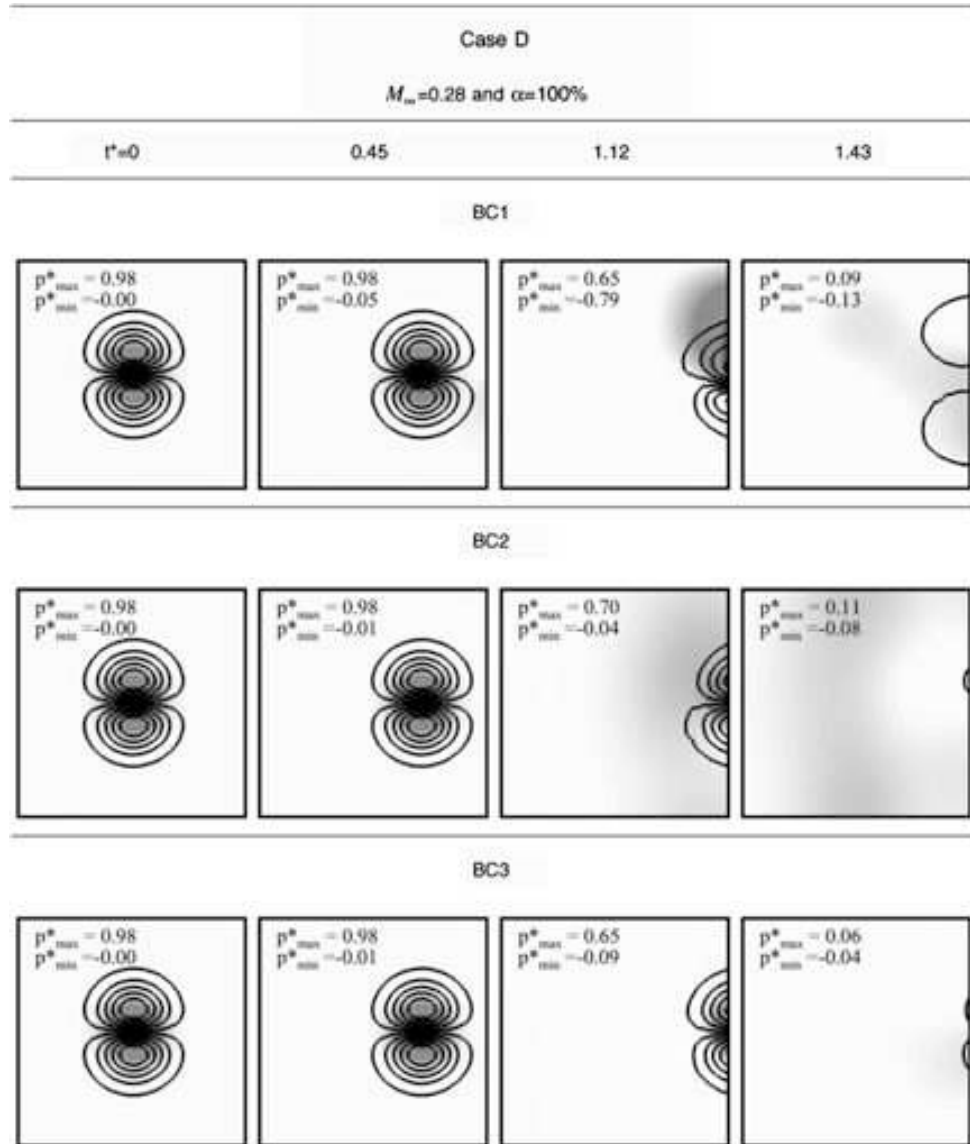 Case D
M∞=0.28 and α=100%
t*=0 0.45 1.12 1.43
BC1
p*max = 0.98 p*max = 0.98 p*max = 0.65 p*max = 0.09
p*min =-0.00 p*min =-0.05 p*min =-0.79 p*min =-0.13
BC2
p*max = 0.98 p*max = 0.98 p*max = 0.70 p*max = 0.11
p*min =-0.00 p*min =-0.01 p*min =-0.04 p*min =-0.08
BC3
p*max = 0.98 p*max = 0.98 p*max = 0.65 p*max = 0.06
p*min =-0.00 p*min =-0.01 p*min =-0.09 p*min =-0.04